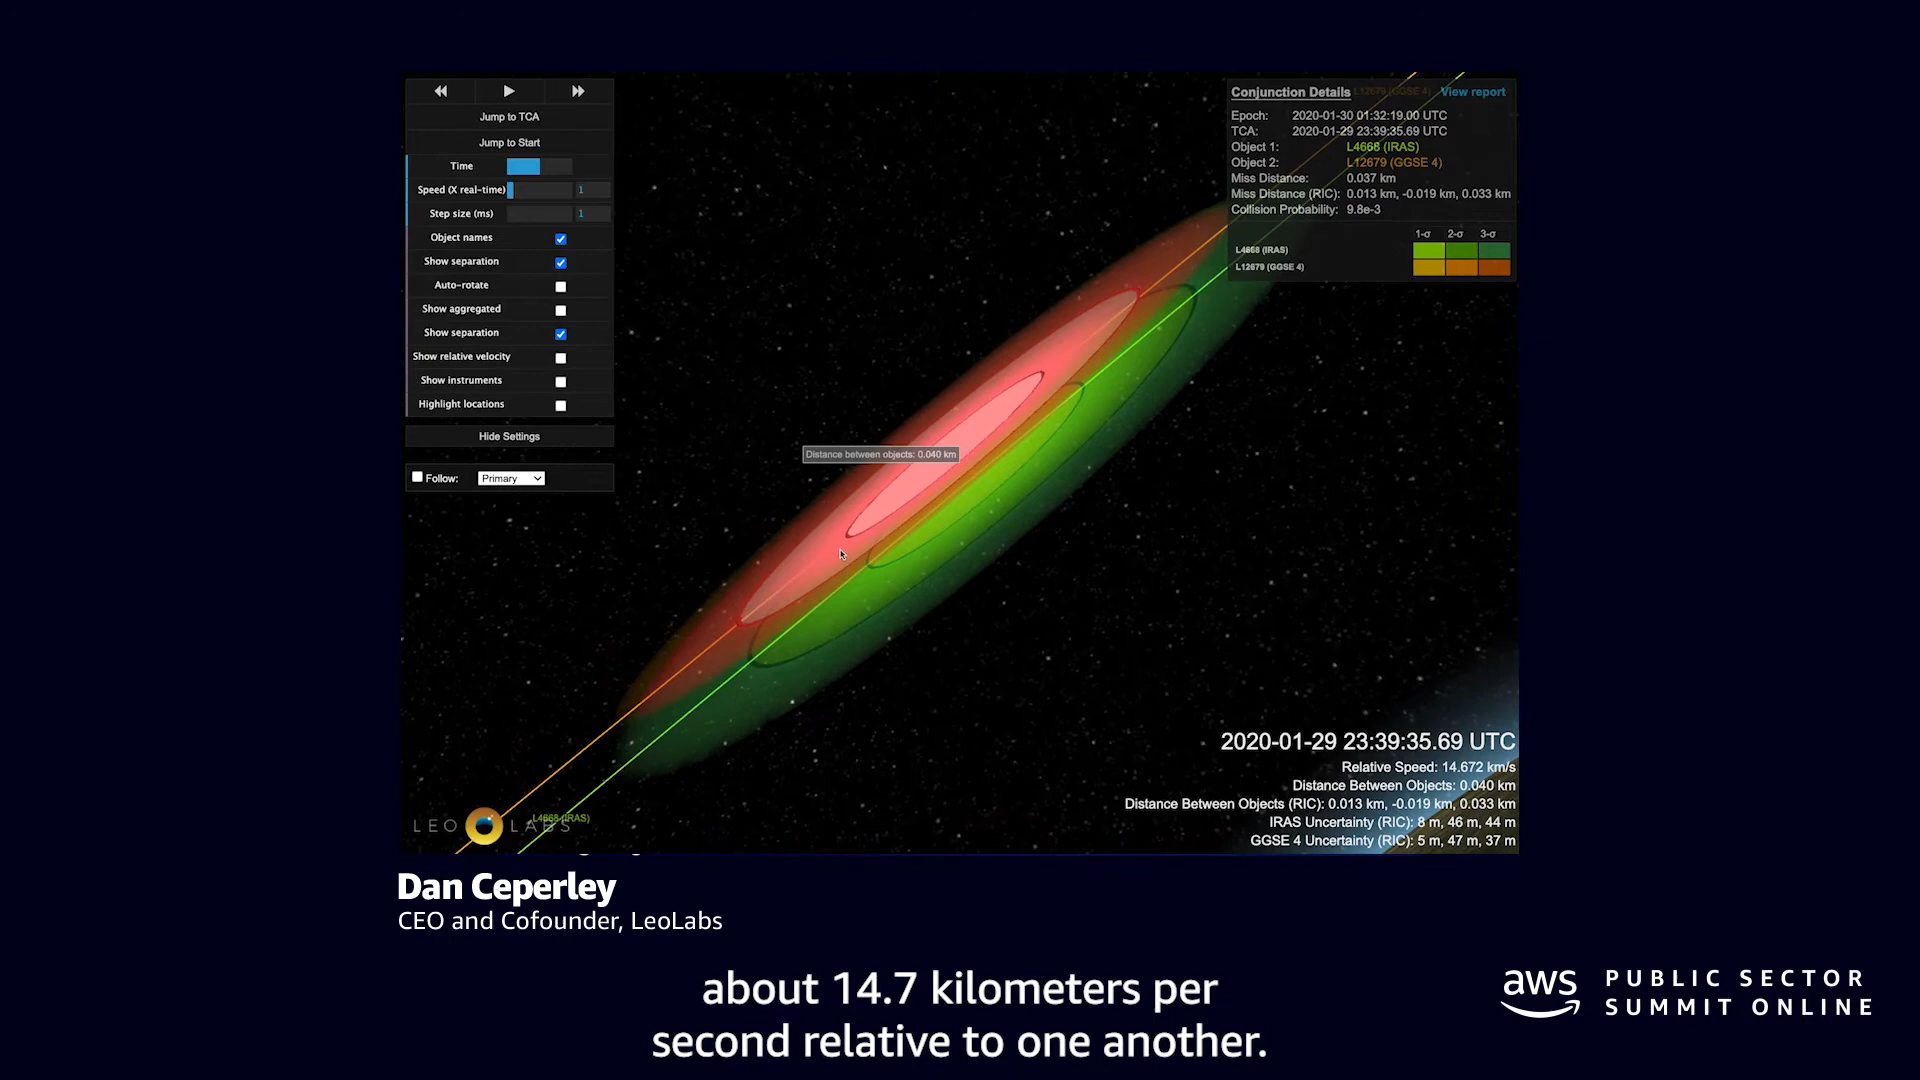 Jump to TCA
Jump to Start
Time
Speed (X real-time) 1
Step size (ms) 1
Object names
Show separation
Auto-rotate
Show aggregated
Show separation
Show relative velocity
Show instruments
Highlight locations
Hide Settings
Follow: Primary
Conjunction Details L12679 (GGSE 4) View report
Epoch: 2020-01-30 01:32:19.00 UTC
TCA: 2020-01-29 23:39:35.69 UTC
Object 1: L4668 (IRAS)
Object 2: L12679 (GGSE 4)
Miss Distance: 0.037 km
Miss Distance (RIC): 0.013 km, -0.019 km, 0.033 km
Collision Probability: 9.8e-3
1-σ 2-σ 3-σ
L4668 (IRAS)
L12679 (GGSE 4)
Distance between objects: 0.040 km
2020-01-29 23:39:35.69 UTC
Relative Speed: 14.672 km/s
Distance Between Objects: 0.040 km
Distance Between Objects (RIC): 0.013 km, -0.019 km, 0.033 km
IRAS Uncertainty (RIC): 8 m, 46 m, 44 m
GGSE 4 Uncertainty (RIC): 5 m, 47 m, 37 m
L4668 (IRAS)
LEO LABS
Dan Ceperley
CEO and Cofounder, LeoLabs
about 14.7 kilometers per
second relative to one another.
aws PUBLIC SECTOR
SUMMIT ONLINE